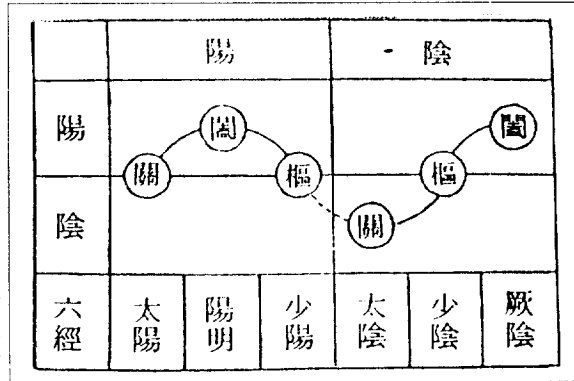 陽 陰
陽
闔 闔
關 樞 樞
陰
關
六經 太陽 陽明 少陽 太陰 少陰 厥陰